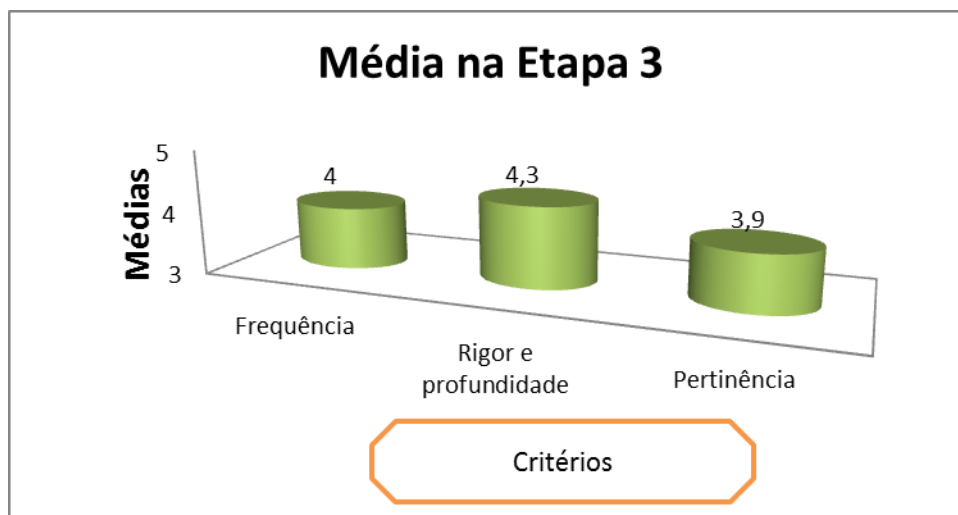 Média na Etapa 3
Médias
5
4
3
4
4,3
3,9
Frequência
Rigor e
profundidade
Pertinência
Critérios